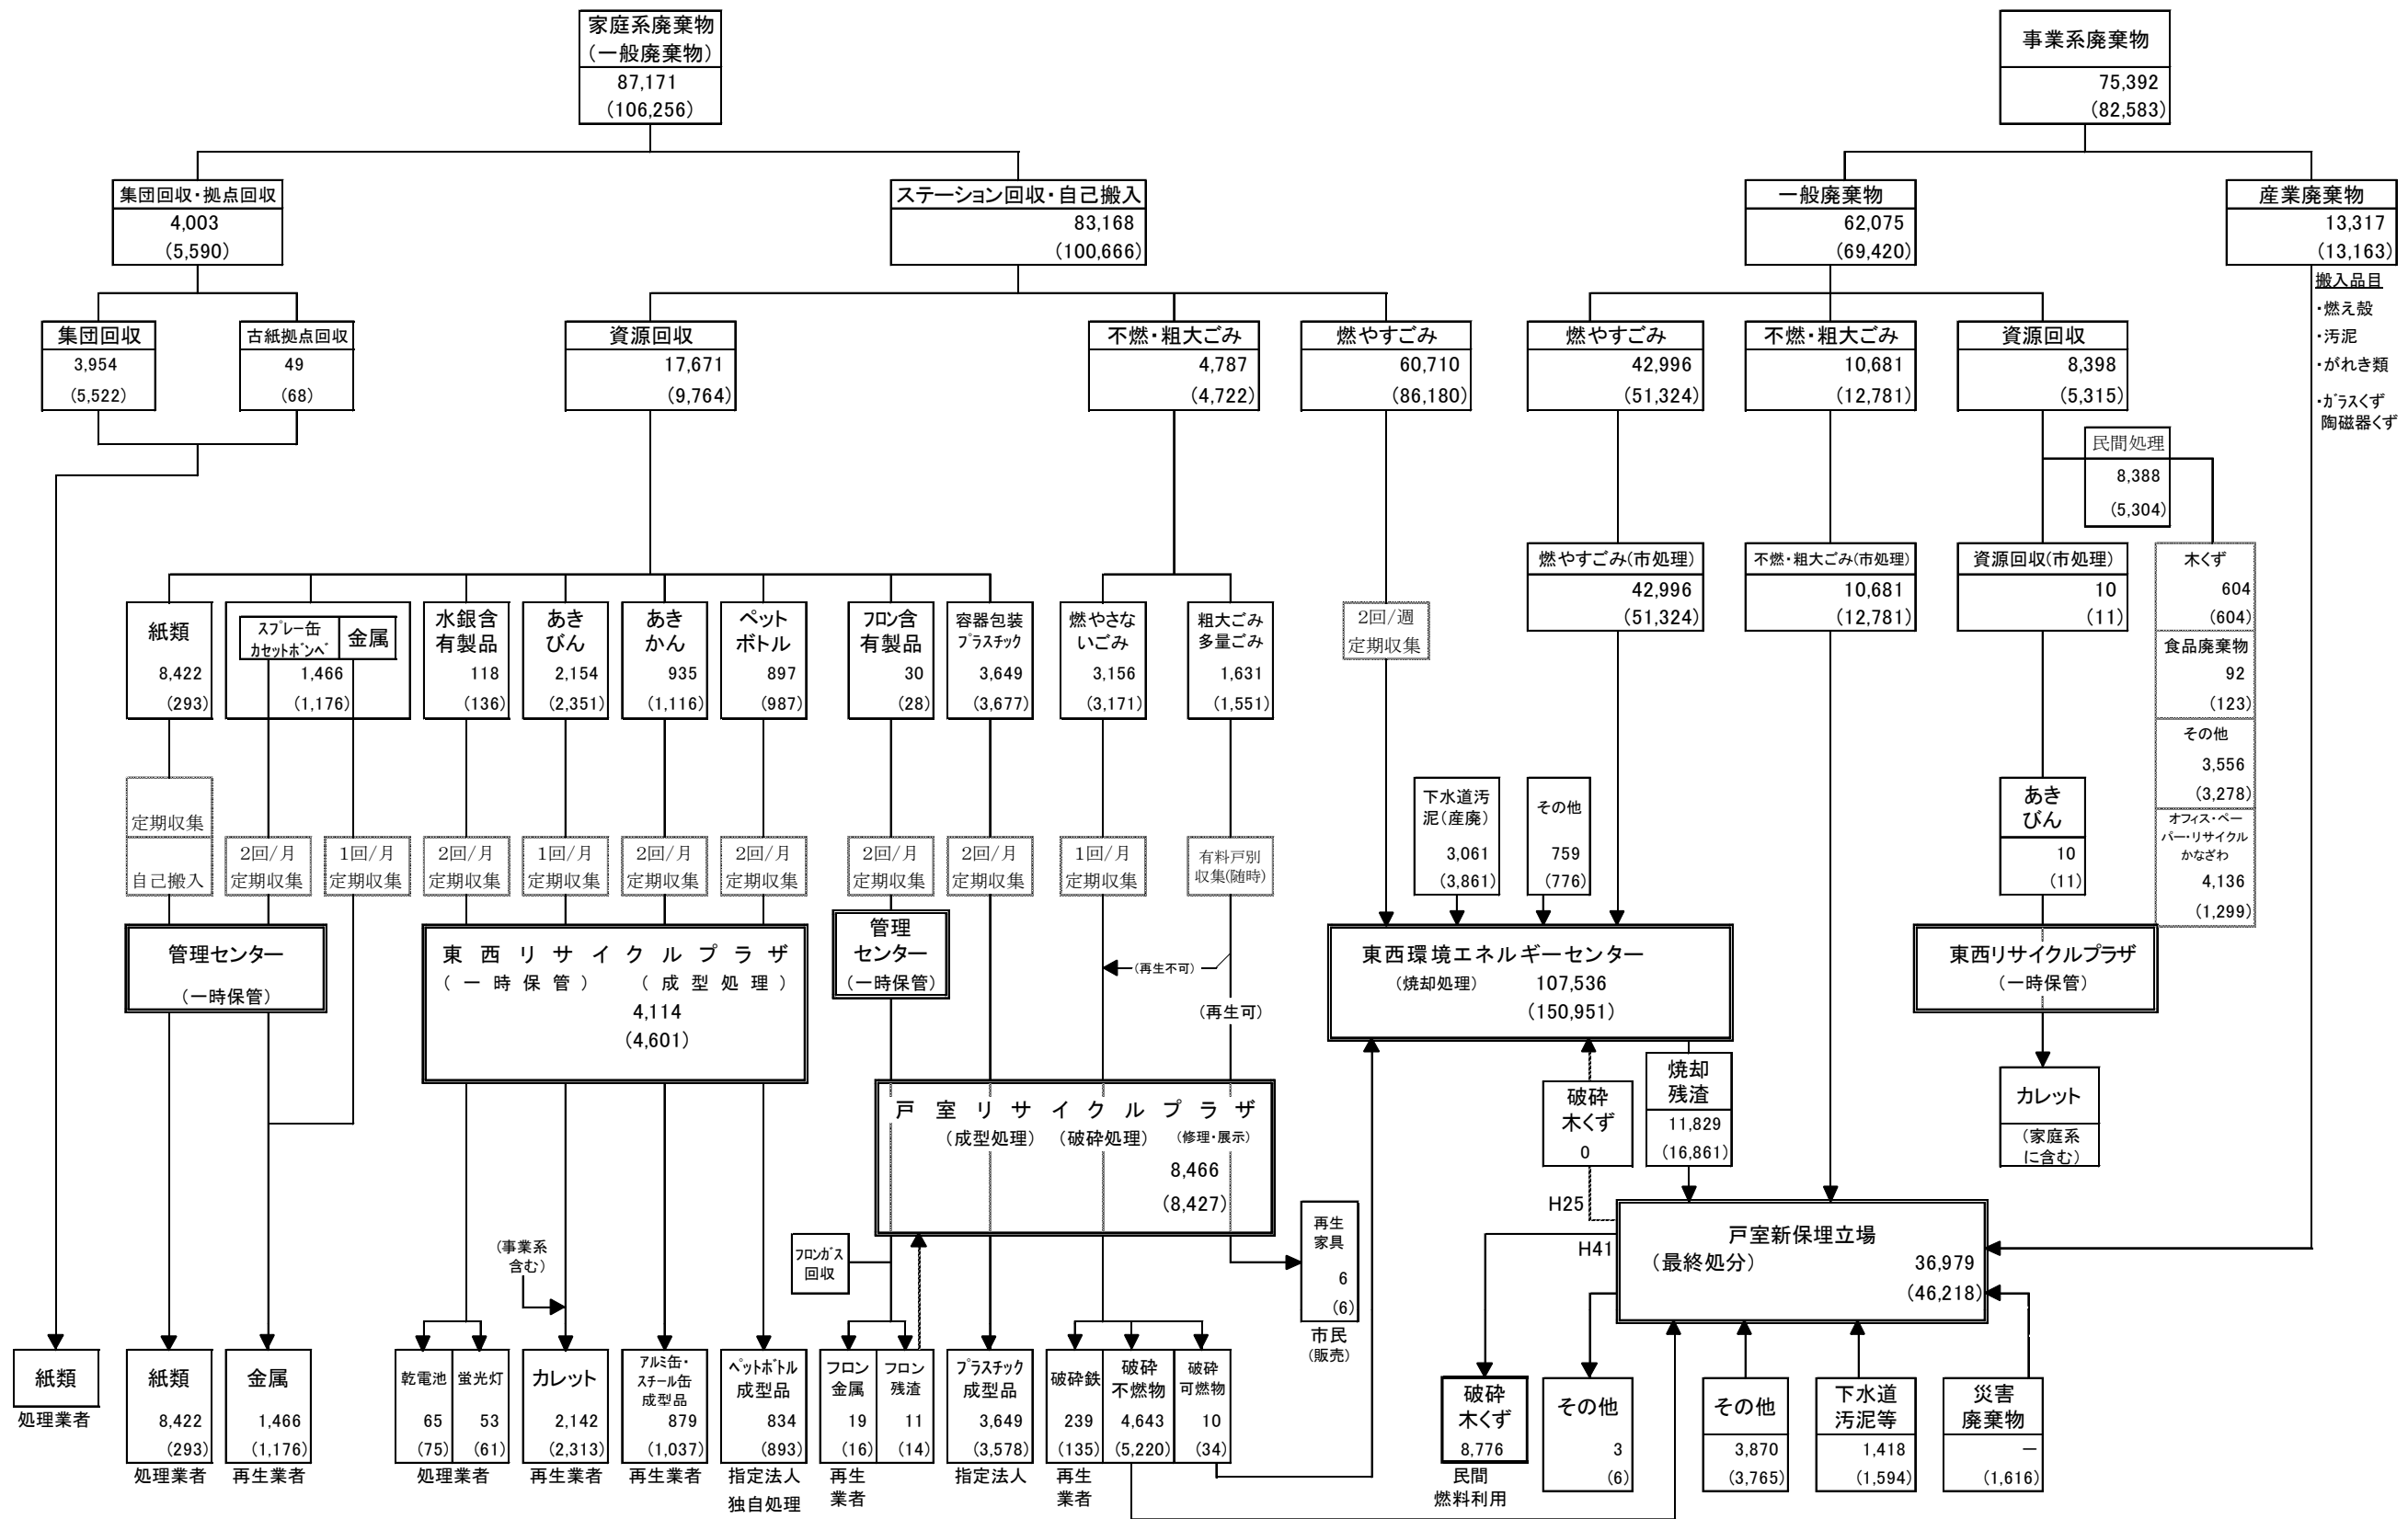 家庭系廃棄物
(一般廃棄物)
87,171
(106,256)
事業系廃棄物
75,392
(82,583)
集団回収・拠点回収
4,003
(5,590)
ステーション回収・自己搬入
83,168
(100,666)
一般廃棄物
62,075
(69,420)
産業廃棄物
13,317
(13,163)
搬入品目
・燃え殻
・汚泥
・がれき類
・ガラスくず
陶磁器くず
集団回収
3,954
(5,522)
古紙拠点回収
49
(68)
資源回収
17,671
(9,764)
不燃・粗大ごみ
4,787
(4,722)
燃やすごみ
60,710
(86,180)
燃やすごみ
42,996
(51,324)
不燃・粗大ごみ
10,681
(12,781)
資源回収
8,398
(5,315)
民間処理
8,388
(5,304)
燃やすごみ(市処理)
42,996
(51,324)
不燃・粗大ごみ(市処理)
10,681
(12,781)
資源回収(市処理)
10
(11)
木くず
604
(604)
食品廃棄物
92
(123)
その他
3,556
(3,278)
オフィス・ペー
パー・リサイクル
かなざわ
4,136
(1,299)
紙類
8,422
(293)
スプレー缶
カセットボンベ
金属
1,466
(1,176)
水銀含
有製品
118
(136)
あき
びん
2,154
(2,351)
あき
かん
935
(1,116)
ペット
ボトル
897
(987)
フロン含
有製品
30
(28)
容器包装
プラスチック
3,649
(3,677)
燃やさな
いごみ
3,156
(3,171)
粗大ごみ
多量ごみ
1,631
(1,551)
2回/週
定期収集
定期収集
自己搬入
2回/月
定期収集
1回/月
定期収集
2回/月
定期収集
1回/月
定期収集
2回/月
定期収集
2回/月
定期収集
2回/月
定期収集
2回/月
定期収集
1回/月
定期収集
有料戸別
収集(随時)
下水道汚
泥(産廃)
3,061
(3,861)
その他
759
(776)
あき
びん
10
(11)
管理センター
(一時保管)
東西リサイクルプラザ
(一時保管) (成型処理)
4,114
(4,601)
管理
センター
(一時保管)
(再生不可)
(再生可)
東西環境エネルギーセンター
(焼却処理) 107,536
(150,951)
東西リサイクルプラザ
(一時保管)
戸室リサイクルプラザ
(成型処理) (破砕処理) (修理・展示)
8,466
(8,427)
破砕
木くず
0
焼却
残渣
11,829
(16,861)
カレット
(家庭系
に含む)
H25
H41
戸室新保埋立場
(最終処分) 36,979
(46,218)
(事業系
含む)
フロンガス
回収
再生
家具
6
(6)
市民
(販売)
紙類
処理業者
紙類
8,422
(293)
処理業者
金属
1,466
(1,176)
再生業者
乾電池
65
(75)
蛍光灯
53
(61)
処理業者
カレット
2,142
(2,313)
再生業者
アルミ缶・
スチール缶
成型品
879
(1,037)
再生業者
ペットボトル
成型品
834
(893)
指定法人
独自処理
フロン
金属
19
(16)
再生
業者
フロン
残渣
11
(14)
プラスチック
成型品
3,649
(3,578)
指定法人
破砕鉄
239
(135)
再生
業者
破砕
不燃物
4,643
(5,220)
破砕
可燃物
10
(34)
破砕
木くず
8,776
民間
燃料利用
その他
3
(6)
その他
3,870
(3,765)
下水道
汚泥等
1,418
(1,594)
災害
廃棄物
―
(1,616)